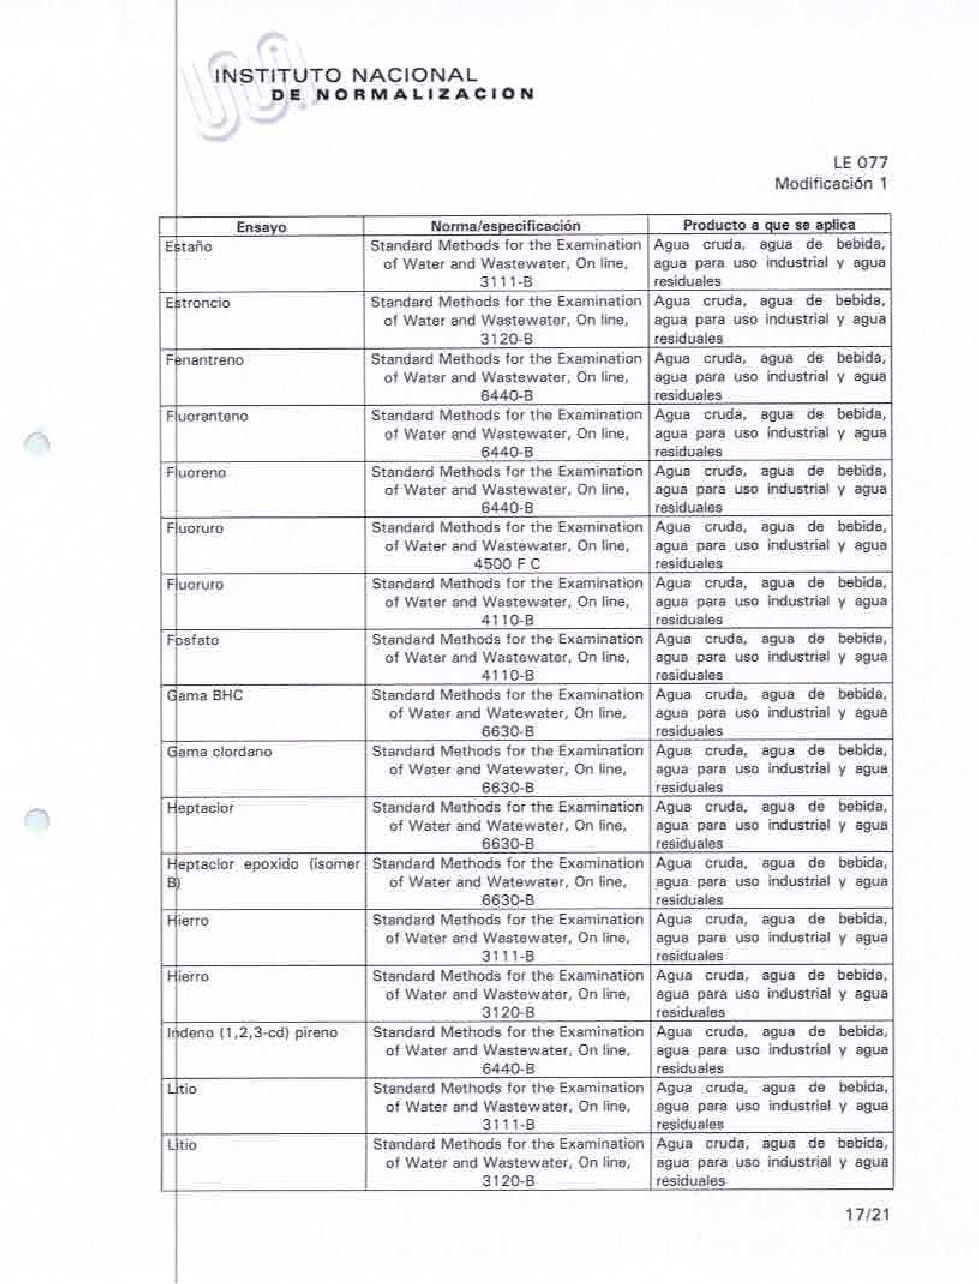 INSTITUTO NACIONAL
DE NORMALIZACION
LE 077
Modificación 1
Ensayo Norma/especificación Producto a que se aplica
Estaño Standard Methods for the Examination Agua cruda, agua de bebida,
of Water and Wastewater, On line, agua para uso industrial y agua
3111-B residuales
Estroncio Standard Methods for the Examination Agua cruda, agua de bebida,
of Water and Wastewater, On line, agua para uso industrial y agua
3120-B residuales
Fenantreno Standard Methods for the Examination Agua cruda, agua de bebida,
of Water and Wastewater, On line, agua para uso industrial y agua
6440-B residuales
Fluoranteno Standard Methods for the Examination Agua cruda, agua de bebida,
of Water and Wastewater, On line, agua para uso industrial y agua
6440-B residuales
Fluoreno Standard Methods for the Examination Agua cruda, agua de bebida,
of Water and Wastewater, On line, agua para uso industrial y agua
6440-B residuales
Fluoruro Standard Methods for the Examination Agua cruda, agua de bebida,
of Water and Wastewater, On line, agua para uso industrial y agua
4500 F C residuales
Fluoruro Standard Methods for the Examination Agua cruda, agua de bebida,
of Water and Wastewater, On line, agua para uso industrial y agua
4110-B residuales
Fosfato Standard Methods for the Examination Agua cruda, agua de bebida,
of Water and Wastewater, On line, agua para uso industrial y agua
4110-B residuales
Gama BHC Standard Methods for the Examination Agua cruda, agua de bebida,
of Water and Watewater, On line, agua para uso industrial y agua
6630-B residuales
Gama clordano Standard Methods for the Examination Agua cruda, agua de bebida,
of Water and Watewater, On line, agua para uso industrial y agua
6630-B residuales
Heptaclor Standard Methods for the Examination Agua cruda, agua de bebida,
of Water and Watewater, On line, agua para uso industrial y agua
6630-B residuales
Heptaclor epoxido (isomer Standard Methods for the Examination Agua cruda, agua de bebida,
B) of Water and Watewater, On line, agua para uso industrial y agua
6630-B residuales
Hierro Standard Methods for the Examination Agua cruda, agua de bebida,
of Water and Wastewater, On line, agua para uso industrial y agua
3111-B residuales
Hierro Standard Methods for the Examination Agua cruda, agua de bebida,
of Water and Wastewater, On line, agua para uso industrial y agua
3120-B residuales
Indeno (1,2,3-cd) pireno Standard Methods for the Examination Agua cruda, agua de bebida,
of Water and Wastewater, On line, agua para uso industrial y agua
6440-B residuales
Litio Standard Methods for the Examination Agua cruda, agua de bebida,
of Water and Wastewater, On line, agua para uso industrial y agua
3111-B residuales
Litio Standard Methods for the Examination Agua cruda, agua de bebida,
of Water and Wastewater, On line, agua para uso industrial y agua
3120-B residuales
17/21